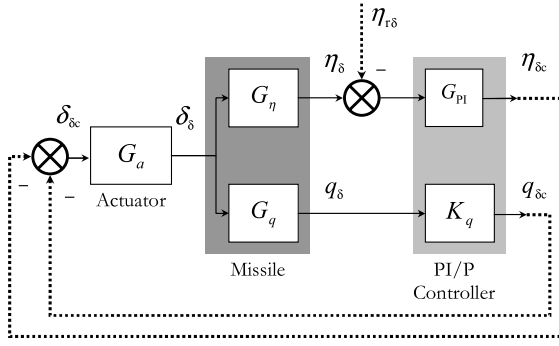 η_rδ
η_δ
−
η_δc
G_η
G_PI
δ_δc
δ_δ
G_a
−
−
Actuator
q_δ
q_δc
G_q
K_q
Missile
PI/P
Controller